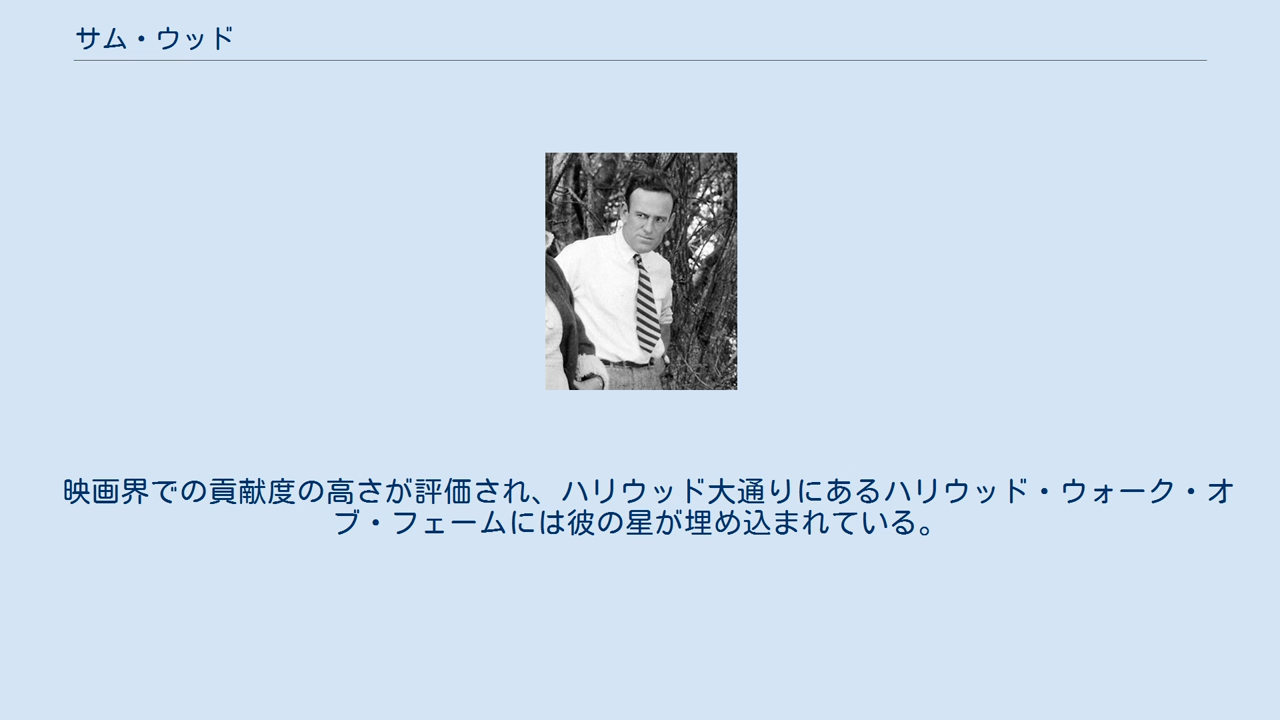 サム・ウッド
映画界での貢献度の高さが評価され、ハリウッド大通りにあるハリウッド・ウォーク・オ
ブ・フェームには彼の星が埋め込まれている。